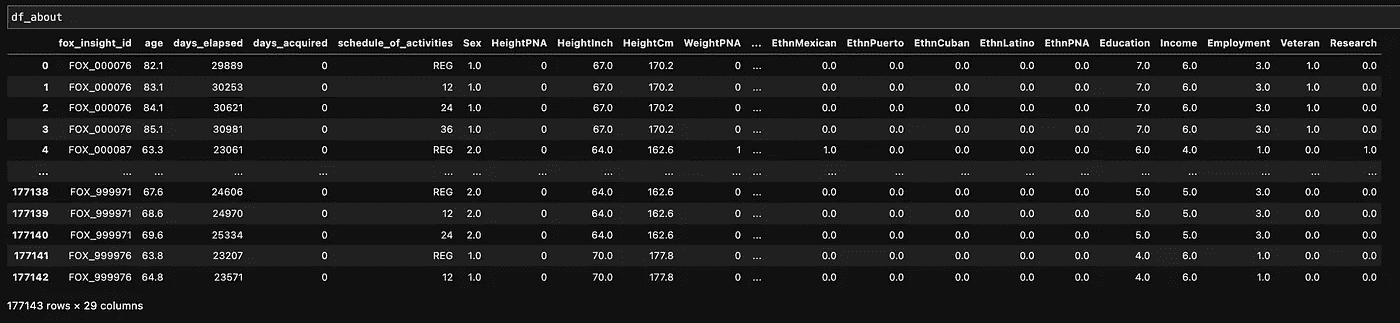 df_about
fox_insight_id age days_elapsed days_acquired schedule_of_activities Sex HeightPNA HeightInch HeightCm WeightPNA ... EthnMexican EthnPuerto EthnCuban EthnLatino EthnPNA Education Income Employment Veteran Research
0 FOX_000076 82.1 29889 0 REG 1.0 0 67.0 170.2 0 ... 0.0 0.0 0.0 0.0 0.0 7.0 6.0 3.0 1.0 0.0
1 FOX_000076 83.1 30253 0 12 1.0 0 67.0 170.2 0 ... 0.0 0.0 0.0 0.0 0.0 7.0 6.0 3.0 1.0 0.0
2 FOX_000076 84.1 30621 0 24 1.0 0 67.0 170.2 0 ... 0.0 0.0 0.0 0.0 0.0 7.0 6.0 3.0 1.0 0.0
3 FOX_000076 85.1 30981 0 36 1.0 0 67.0 170.2 0 ... 0.0 0.0 0.0 0.0 0.0 7.0 6.0 3.0 1.0 0.0
4 FOX_000087 63.3 23061 0 REG 2.0 0 64.0 162.6 1 ... 1.0 0.0 0.0 0.0 0.0 6.0 4.0 1.0 0.0 1.0
... ... ... ... ... ... ... ... ... ... ... ... ... ... ... ... ... ... ... ... ... ...
177138 FOX_999971 67.6 24606 0 REG 2.0 0 64.0 162.6 0 ... 0.0 0.0 0.0 0.0 0.0 5.0 5.0 3.0 0.0 0.0
177139 FOX_999971 68.6 24970 0 12 2.0 0 64.0 162.6 0 ... 0.0 0.0 0.0 0.0 0.0 5.0 5.0 3.0 0.0 0.0
177140 FOX_999971 69.6 25334 0 24 2.0 0 64.0 162.6 0 ... 0.0 0.0 0.0 0.0 0.0 5.0 5.0 3.0 0.0 0.0
177141 FOX_999976 63.8 23207 0 REG 1.0 0 70.0 177.8 0 ... 0.0 0.0 0.0 0.0 0.0 4.0 6.0 1.0 0.0 0.0
177142 FOX_999976 64.8 23571 0 12 1.0 0 70.0 177.8 0 ... 0.0 0.0 0.0 0.0 0.0 4.0 6.0 1.0 0.0 0.0
177143 rows × 29 columns